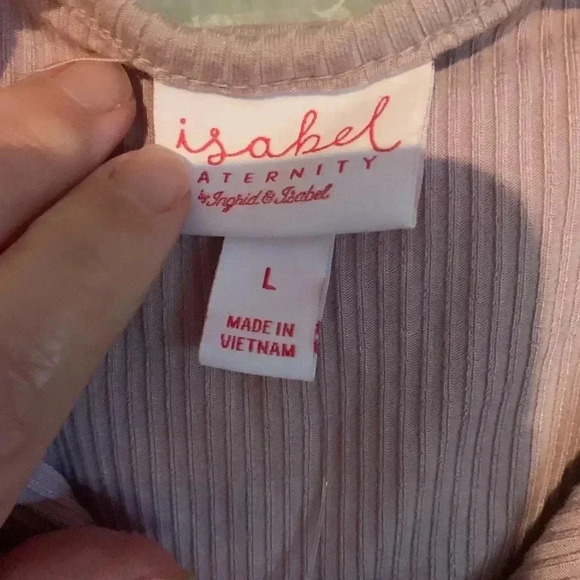 isabel
ATERNITY
by Ingrid & Isabel
L
MADE IN
VIETNAM